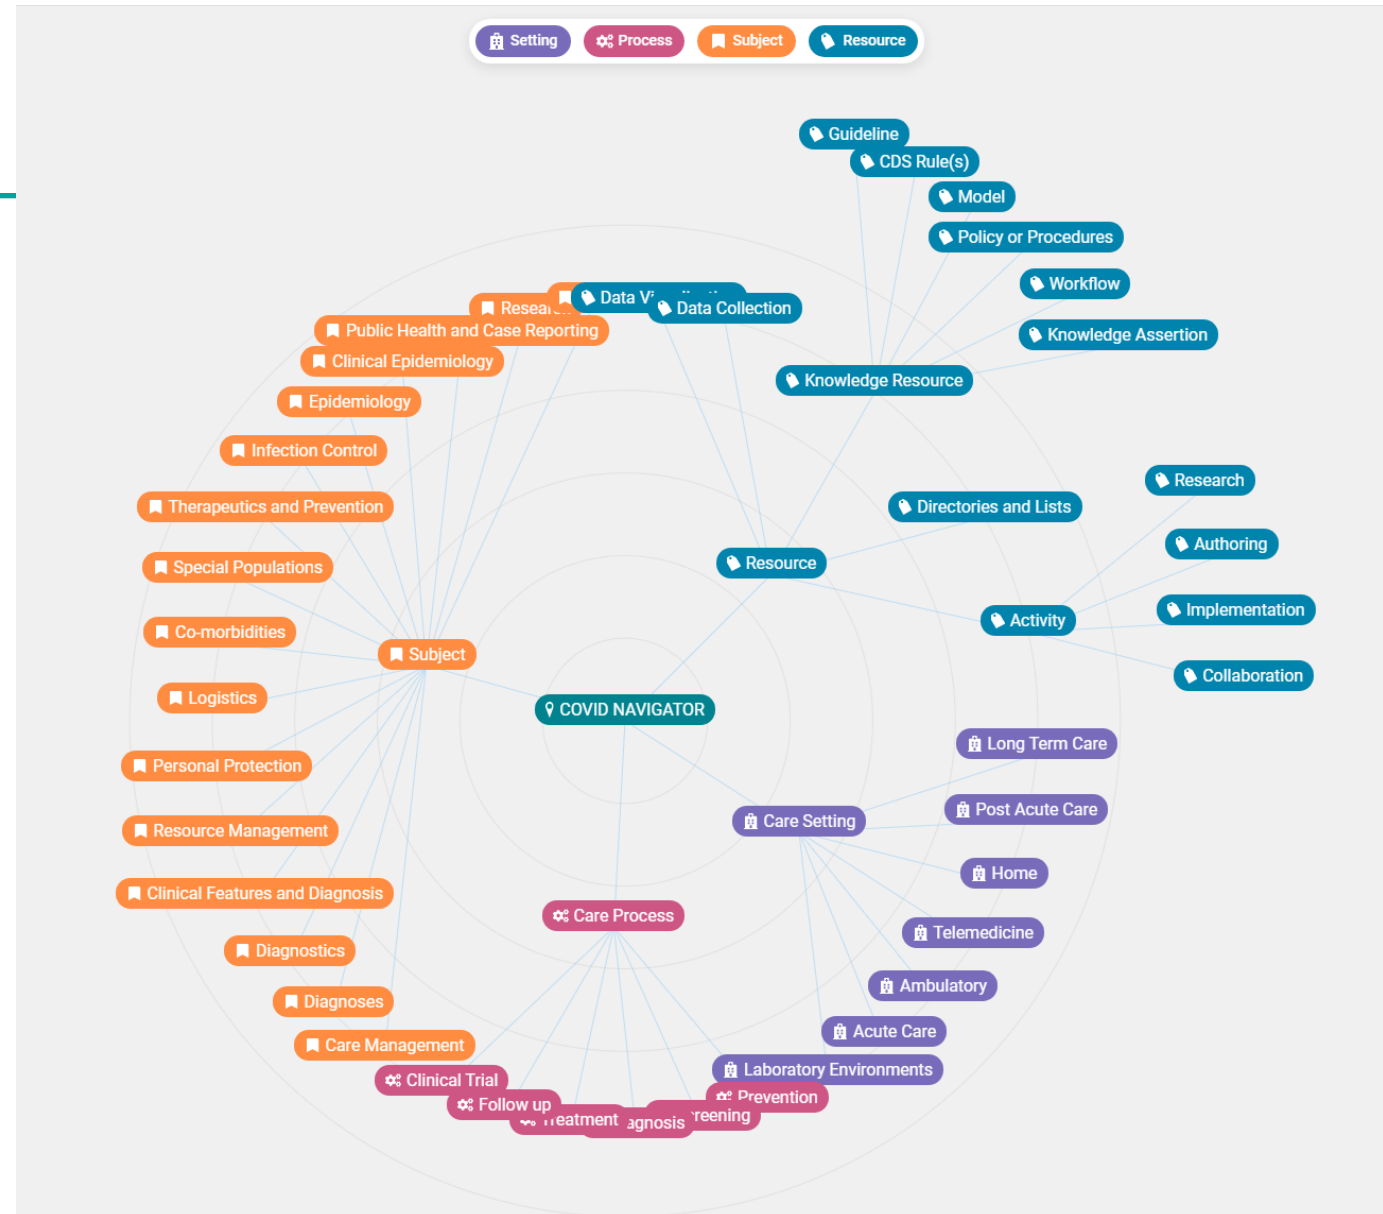 Setting
Process
Subject
Resource
Guideline
CDS Rule(s)
Model
Policy or Procedures
Workflow
Knowledge Assertion
Data
Data Collection
Public Health and Case Reporting
Clinical Epidemiology
Knowledge Resource
Epidemiology
Infection Control
Therapeutics and Prevention
Directories and Lists
Research
Authoring
Special Populations
Resource
Implementation
Activity
Co-morbidities
Subject
Collaboration
Logistics
COVID NAVIGATOR
Long Term Care
Personal Protection
Post Acute Care
Care Setting
Resource Management
Home
Clinical Features and Diagnosis
Care Process
Telemedicine
Diagnostics
Ambulatory
Diagnoses
Acute Care
Care Management
Laboratory Environments
Clinical Trial
Prevention
Follow up